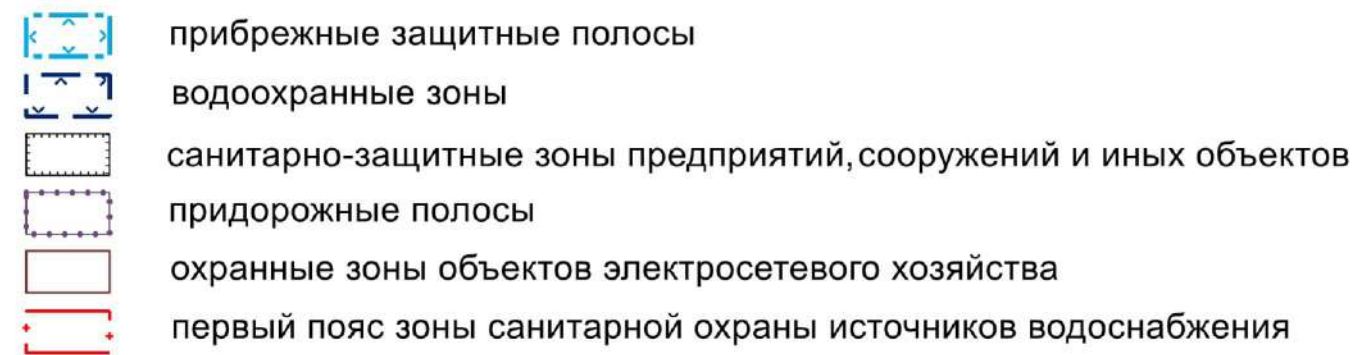 прибрежные защитные полосы
водоохранные зоны
санитарно-защитные зоны предприятий, сооружений и иных объектов
придорожные полосы
охранные зоны объектов электросетевого хозяйства
первый пояс зоны санитарной охраны источников водоснабжения